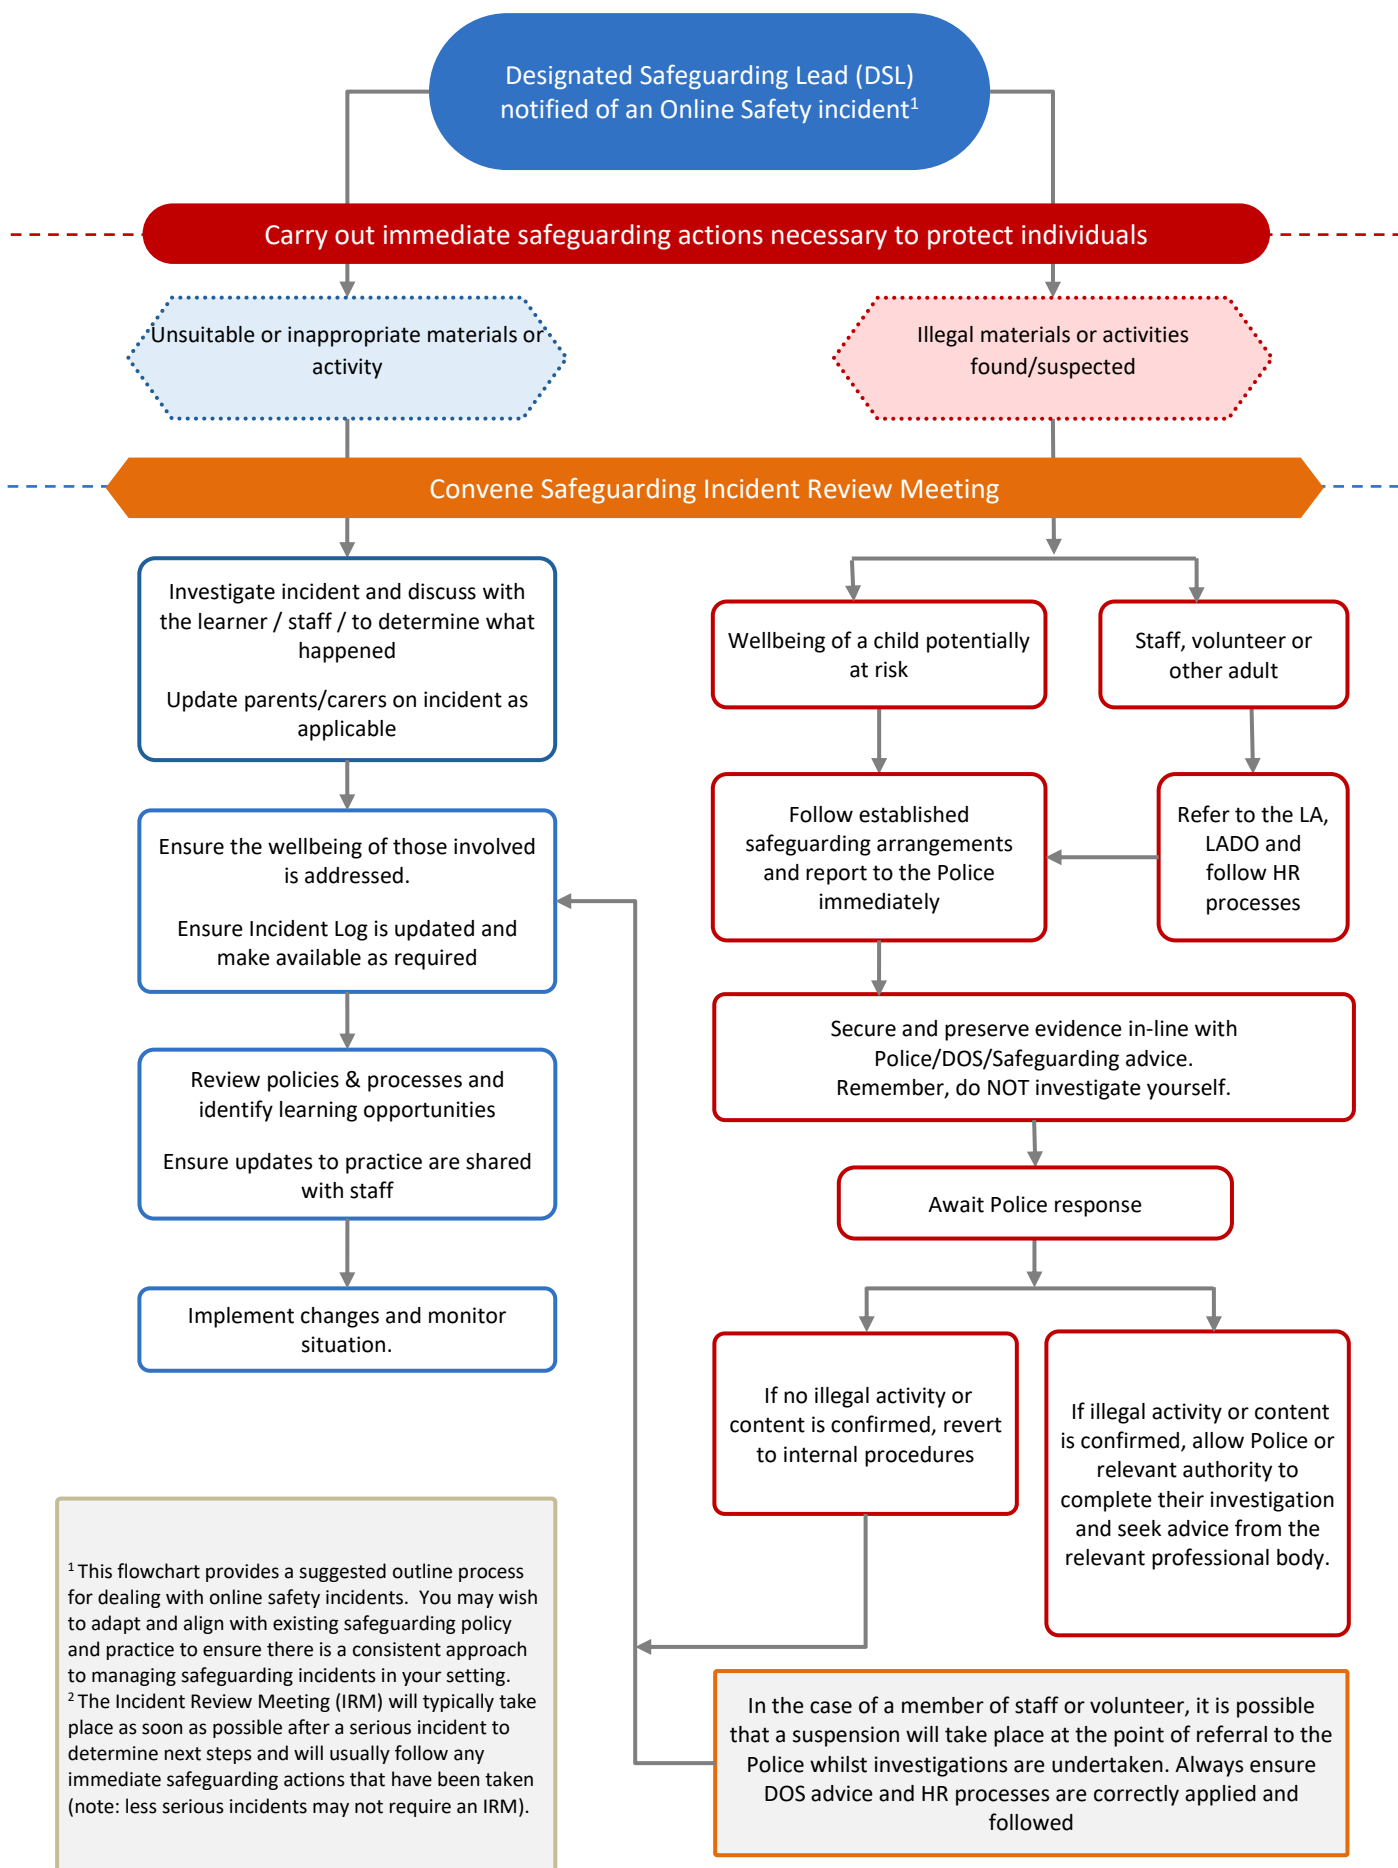 Designated Safeguarding Lead (DSL)
notified of an Online Safety incident¹
Carry out immediate safeguarding actions necessary to protect individuals
Unsuitable or inappropriate materials or
activity
Illegal materials or activities
found/suspected
Convene Safeguarding Incident Review Meeting
Investigate incident and discuss with
the learner / staff / to determine what
happened
Update parents/carers on incident as
applicable
Wellbeing of a child potentially
at risk
Staff, volunteer or
other adult
Ensure the wellbeing of those involved
is addressed.
Ensure Incident Log is updated and
make available as required
Follow established
safeguarding arrangements
and report to the Police
immediately
Refer to the LA,
LADO and
follow HR
processes
Secure and preserve evidence in-line with
Police/DOS/Safeguarding advice.
Remember, do NOT investigate yourself.
Review policies & processes and
identify learning opportunities
Ensure updates to practice are shared
with staff
Await Police response
Implement changes and monitor
situation.
If no illegal activity or
content is confirmed, revert
to internal procedures
If illegal activity or content
is confirmed, allow Police or
relevant authority to
complete their investigation
and seek advice from the
relevant professional body.
¹ This flowchart provides a suggested outline process
for dealing with online safety incidents.  You may wish
to adapt and align with existing safeguarding policy
and practice to ensure there is a consistent approach
to managing safeguarding incidents in your setting.
² The Incident Review Meeting (IRM) will typically take
place as soon as possible after a serious incident to
determine next steps and will usually follow any
immediate safeguarding actions that have been taken
(note: less serious incidents may not require an IRM).
In the case of a member of staff or volunteer, it is possible
that a suspension will take place at the point of referral to the
Police whilst investigations are undertaken. Always ensure
DOS advice and HR processes are correctly applied and
followed